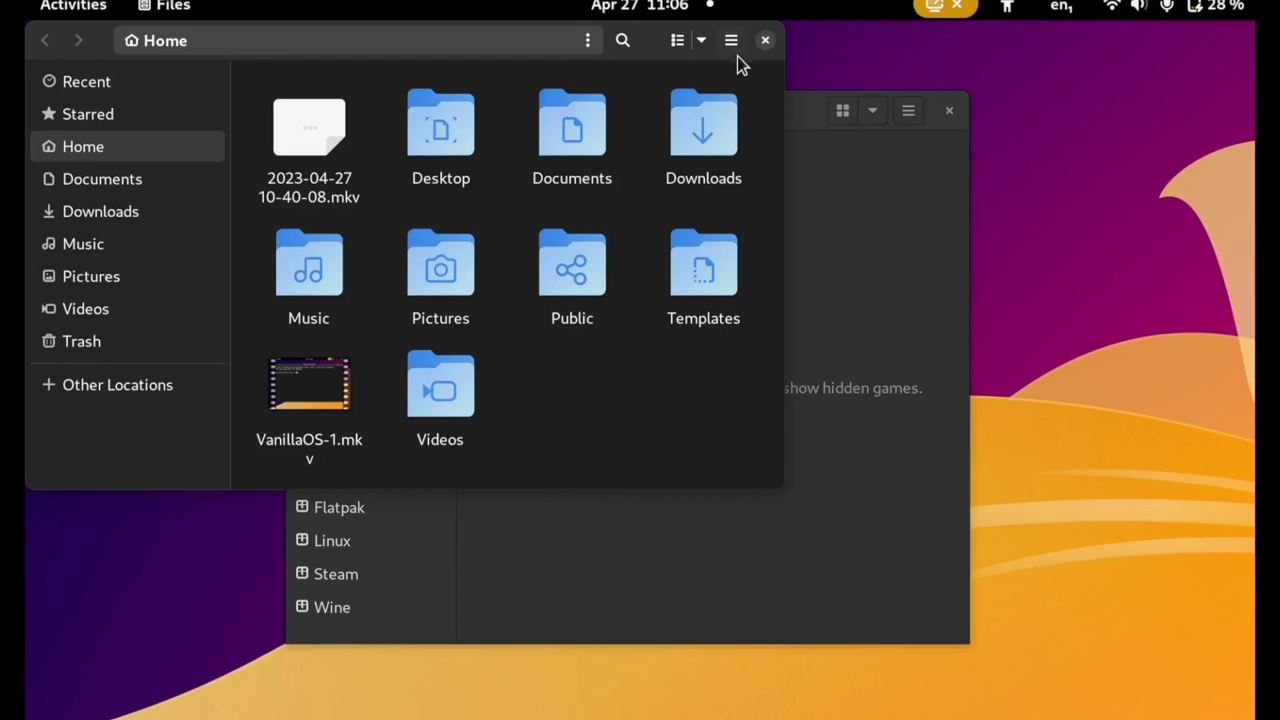 Activities Files Apr 27 11:06 en₁ 28 %
Home
Recent
Starred
Home
Documents
Downloads
Music
Pictures
Videos
Trash
Other Locations
2023-04-27
10-40-08.mkv
Desktop
Documents
Downloads
Music
Pictures
Public
Templates
VanillaOS-1.mk
v
Videos
show hidden games.
Flatpak
Linux
Steam
Wine